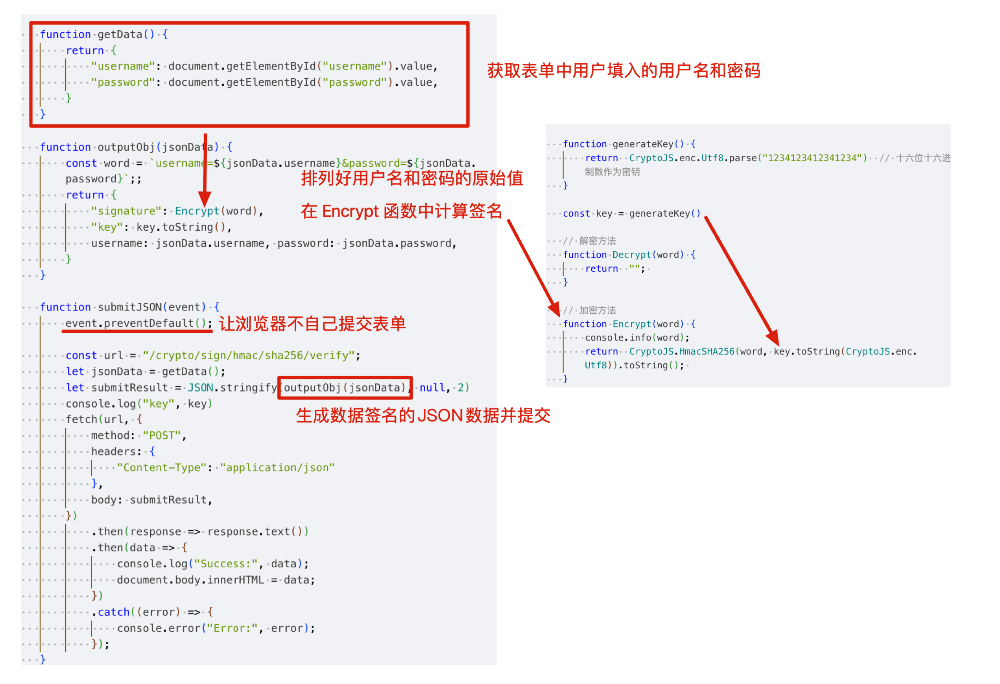 function getData() {
return {
"username": document.getElementById("username").value,
"password": document.getElementById("password").value,
}
}
获取表单中用户填入的用户名和密码
function outputObj(jsonData) {
const word = `username=${jsonData.username}&password=${jsonData.
password}`;;
排列好用户名和密码的原始值
return {
"signature": Encrypt(word),
在 Encrypt 函数中计算签名
"key": key.toString(),
username: jsonData.username, password: jsonData.password,
}
}
function submitJSON(event) {
event.preventDefault();
让浏览器不自己提交表单
const url = "/crypto/sign/hmac/sha256/verify";
let jsonData = getData();
let submitResult = JSON.stringify(outputObj(jsonData), null, 2)
console.log("key", key)
生成数据签名的JSON数据并提交
fetch(url, {
method: "POST",
headers: {
"Content-Type": "application/json"
},
body: submitResult,
})
.then(response => response.text())
.then(data => {
console.log("Success:", data);
document.body.innerHTML = data;
})
.catch((error) => {
console.error("Error:", error);
});
}
function generateKey() {
return CryptoJS.enc.Utf8.parse("1234123412341234") // 十六位十六进
制数作为密钥
}
const key = generateKey()
// 解密方法
function Decrypt(word) {
return "";
}
// 加密方法
function Encrypt(word) {
console.info(word);
return CryptoJS.HmacSHA256(word, key.toString(CryptoJS.enc.
Utf8)).toString();
}